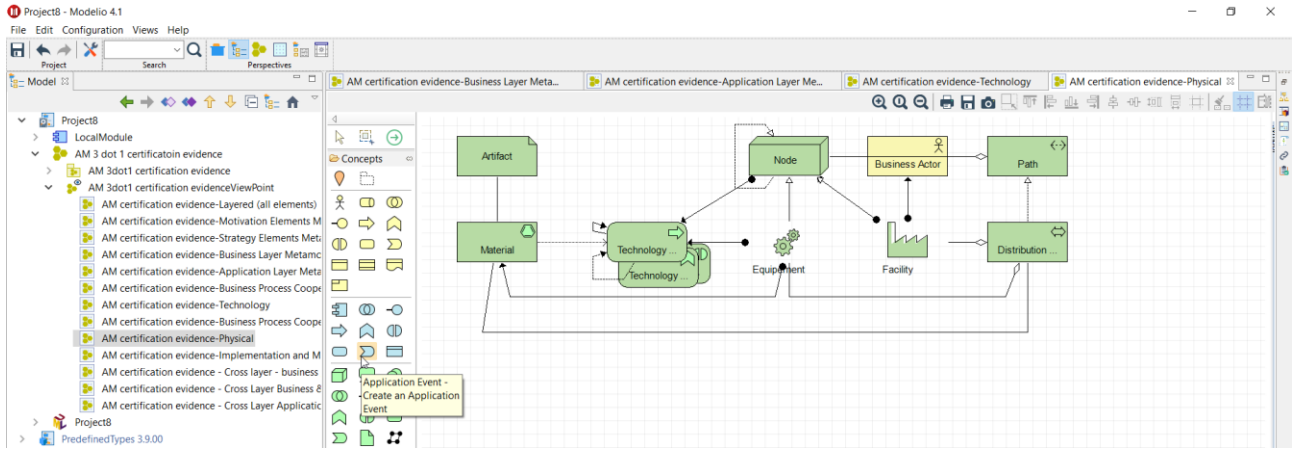 Project8 - Modelio 4.1
File Edit Configuration Views Help
Project Search Perspectives
Model
AM certification evidence-Business Layer Meta...
AM certification evidence-Application Layer Me...
AM certification evidence-Technology
AM certification evidence-Physical
Project8
LocalModule
AM 3 dot 1 certificatoin evidence
AM 3dot1 certification evidence
AM 3dot1 certification evidenceViewPoint
AM certification evidence-Layered (all elements)
AM certification evidence-Motivation Elements M
AM certification evidence-Strategy Elements Meta
AM certification evidence-Business Layer Metamc
AM certification evidence-Application Layer Meta
AM certification evidence-Business Process Coope
AM certification evidence-Technology
AM certification evidence-Business Process Coope
AM certification evidence-Physical
AM certification evidence-Implementation and M
AM certification evidence - Cross layer - business
AM certification evidence - Cross Layer Business &
AM certification evidence - Cross Layer Applicatic
Project8
PredefinedTypes 3.9.00
Concepts
Application Event -
Create an Application
Event
Artifact
Node
Business Actor
Path
Material
Technology ...
Technology ...
Equipement
Facility
Distribution ...